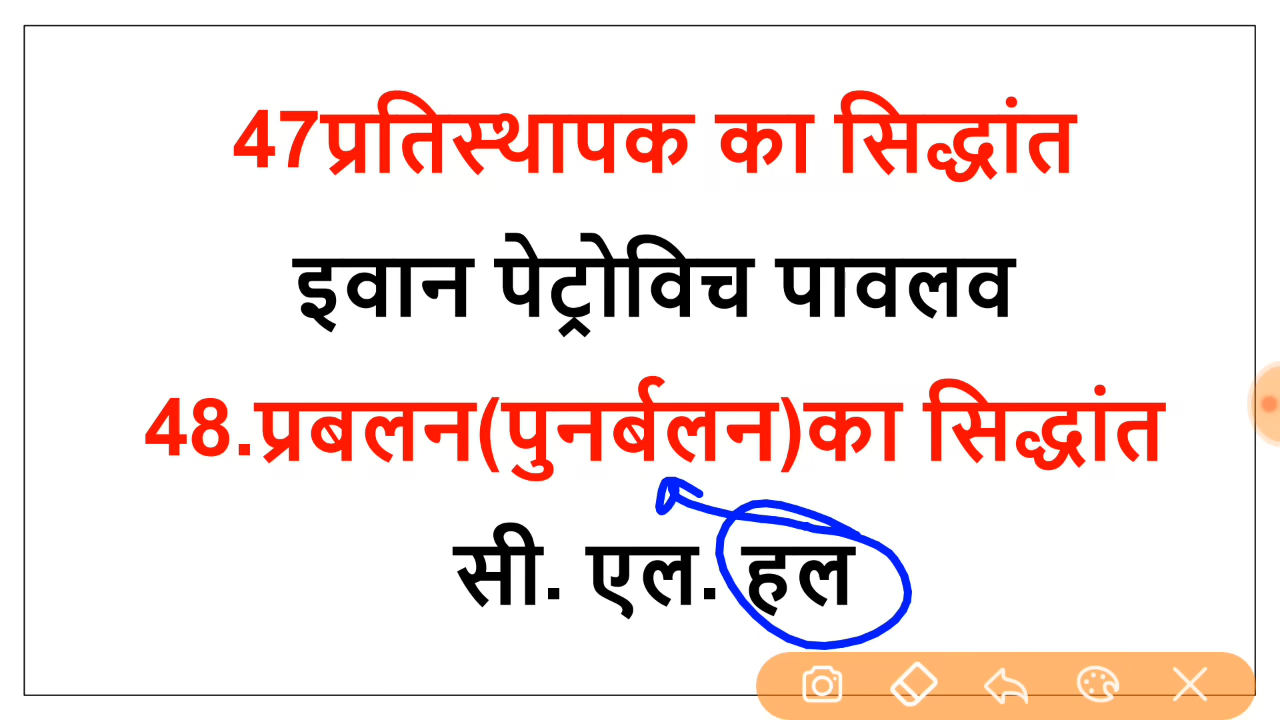 47प्रतिस्थापक का सिद्धांत
इवान पेट्रोविच पावलव
48.प्रबलन(पुनर्बलन)का सिद्धांत
सी. एल. हल